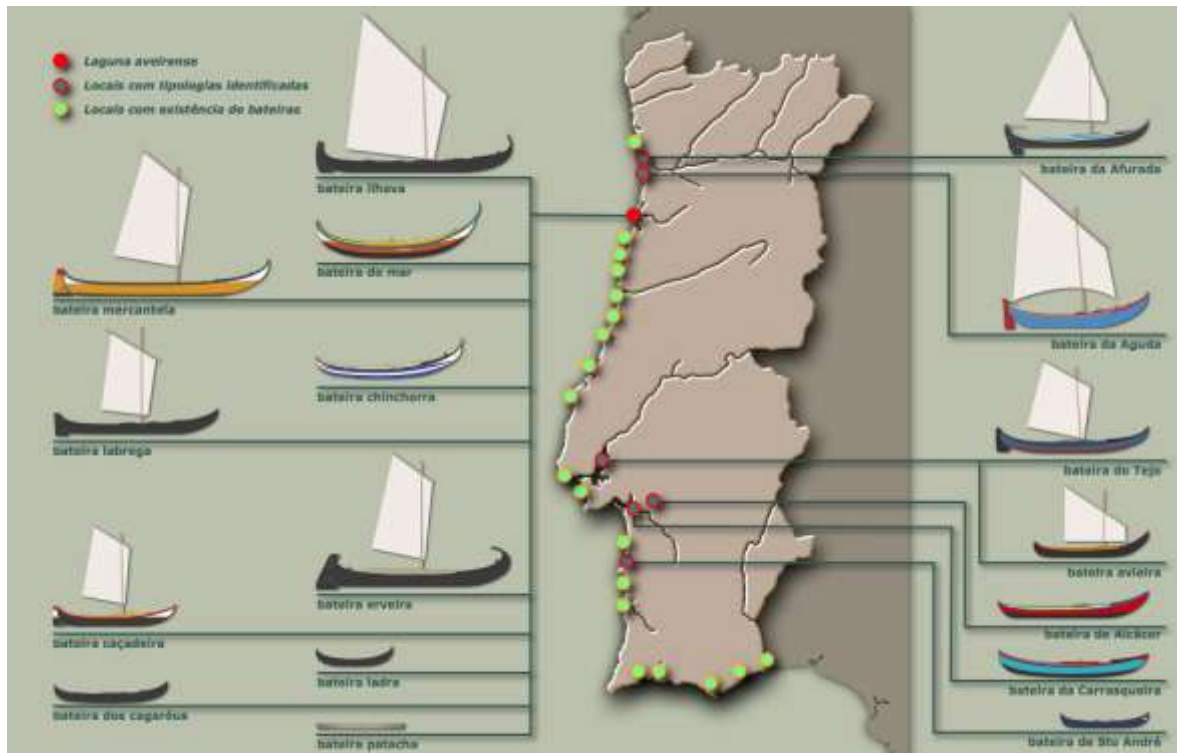 Laguna aveirense
Locais com tipologias identificadas
Locais com existência de bateiras
bateira ílhava
bateira de mar
bateira mercantela
bateira chinchorra
bateira labrega
bateira erveira
bateira caçadeira
bateira ladra
bateira dos cagaréus
bateira patacha
bateira da Afurada
bateira da Aguda
bateira do Tejo
bateira avieira
bateira de Alcácer
bateira da Carrasqueira
bateira de Stº André